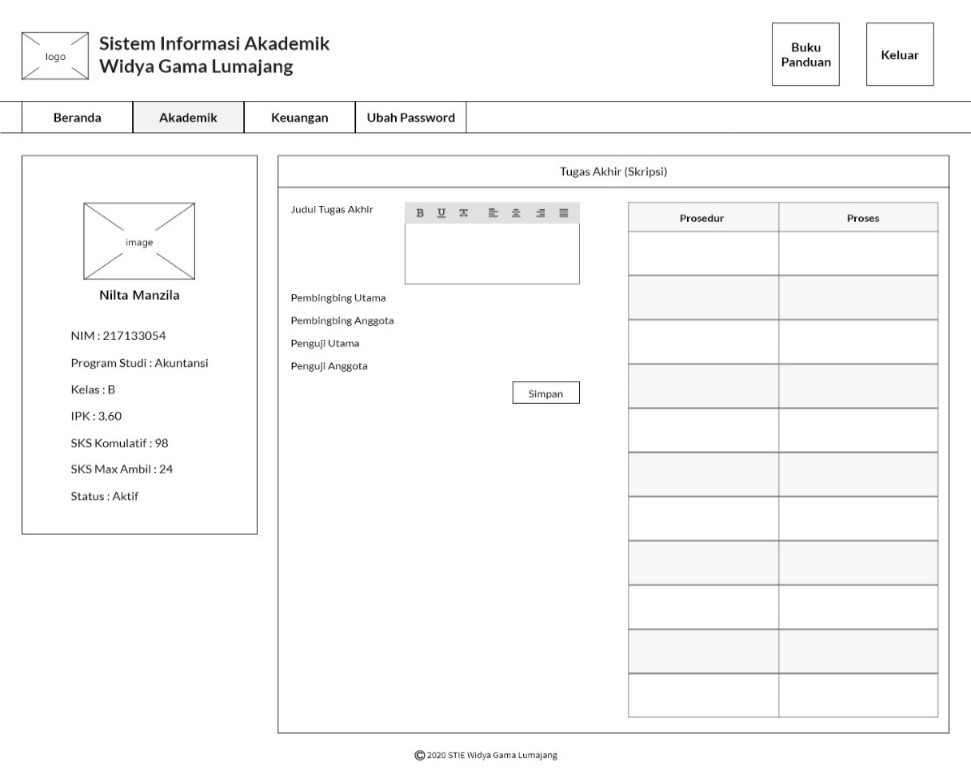 logo
Sistem Informasi Akademik
Widya Gama Lumajang
Buku
Panduan
Keluar
Beranda
Akademik
Keuangan
Ubah Password
image
Nilta Manzila
NIM : 217133054
Program Studi : Akuntansi
Kelas : B
IPK : 3,60
SKS Komulatif : 98
SKS Max Ambil : 24
Status : Aktif
Tugas Akhir (Skripsi)
Judul Tugas Akhir
B U T
Pembingbing Utama
Pembingbing Anggota
Penguji Utama
Penguji Anggota
Simpan
Prosedur
Proses
© 2020 STIE Widya Gama Lumajang